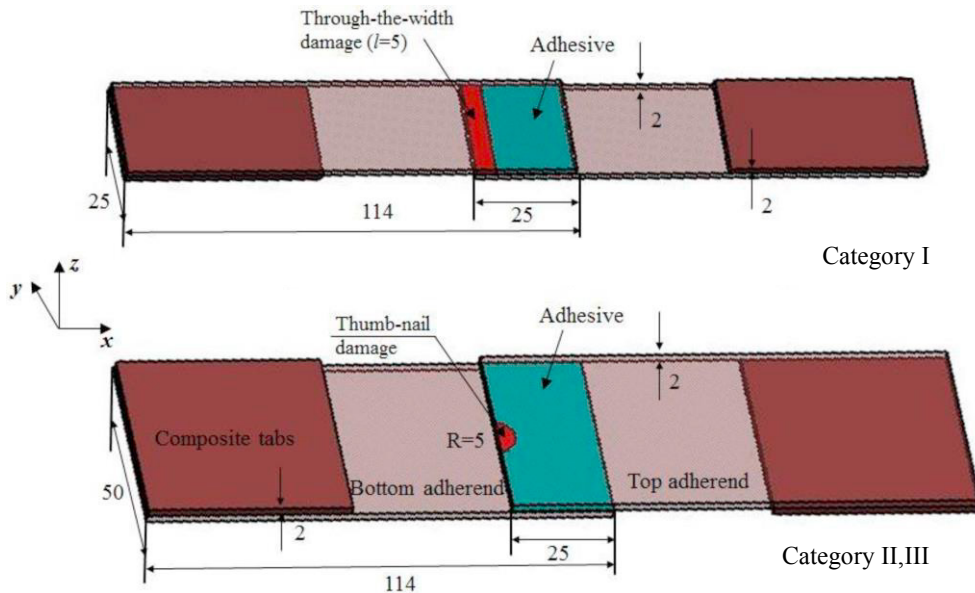 Through-the-width
damage (l=5)
Adhesive
2
25
114
25
2
Category I
z
y
x
Thumb-nail
damage
Adhesive
2
Composite tabs
R=5
50
Bottom adherend
Top adherend
2
25
114
Category II,III